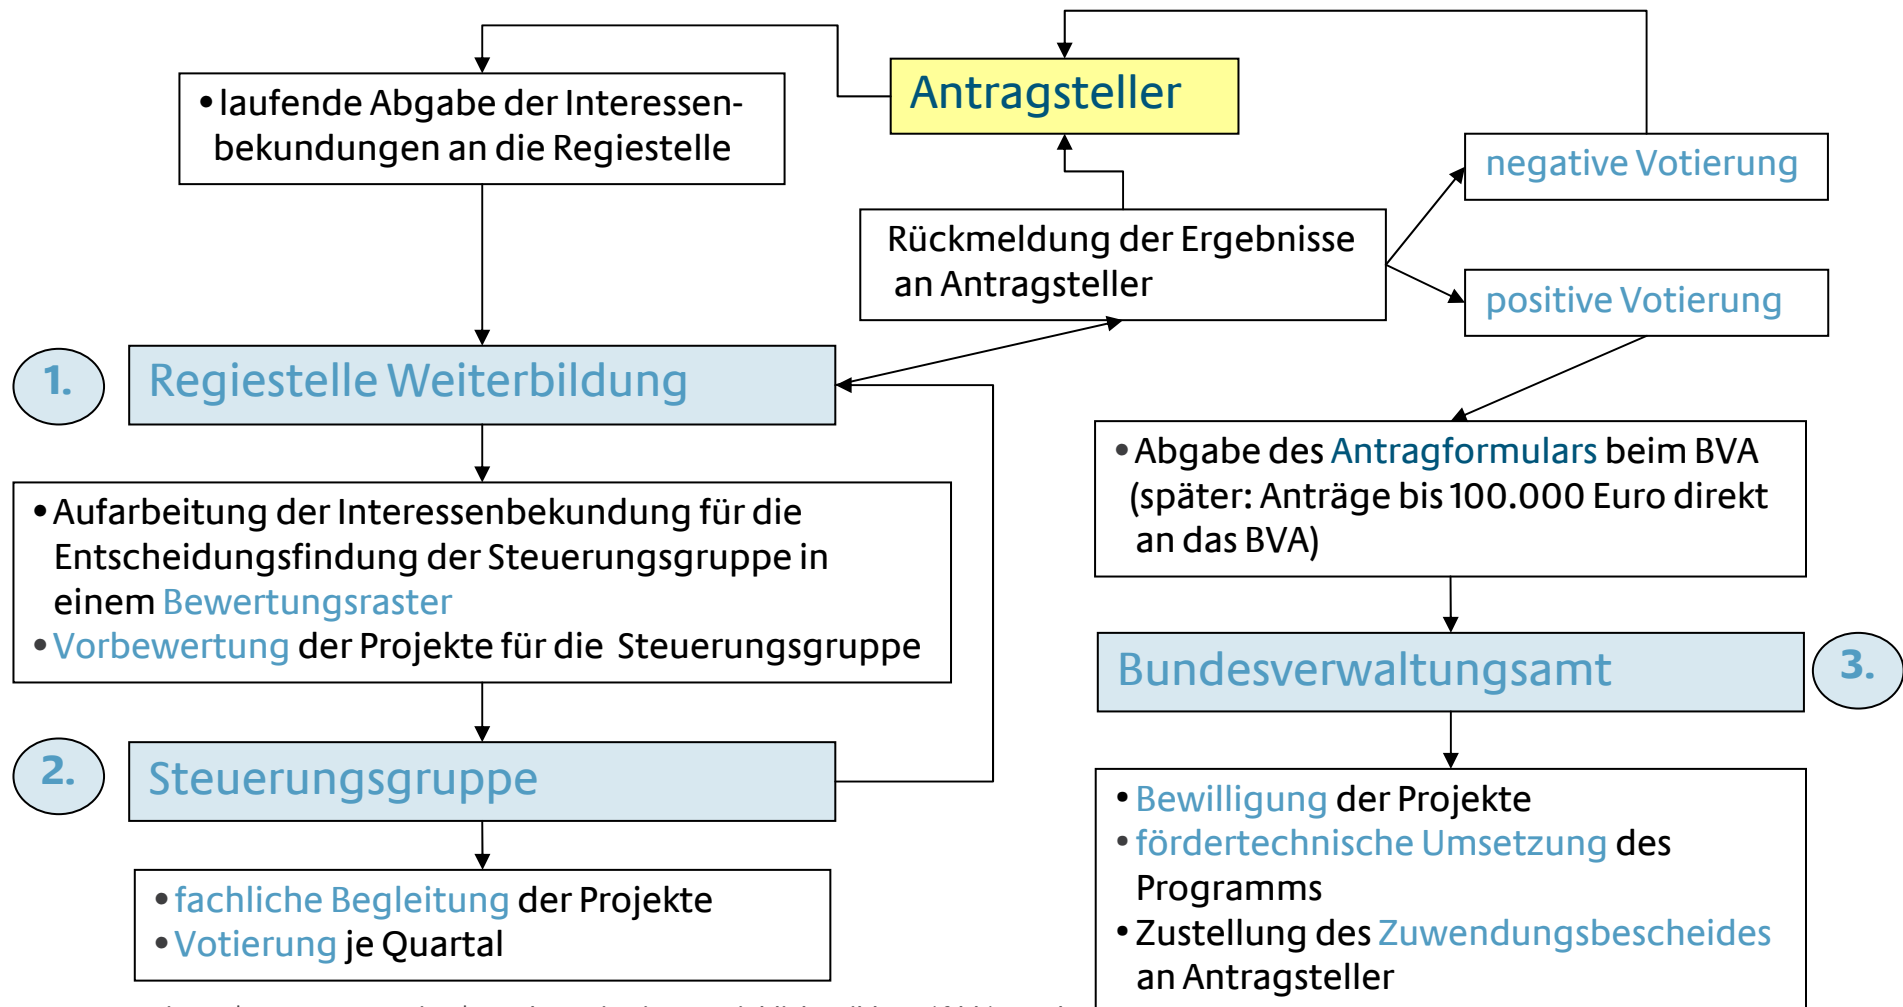 Antragsteller
• laufende Abgabe der Interessen-
bekundungen an die Regiestelle
negative Votierung
Rückmeldung der Ergebnisse
an Antragsteller
positive Votierung
1.
Regiestelle Weiterbildung
• Abgabe des Antragformulars beim BVA
(später: Anträge bis 100.000 Euro direkt
an das BVA)
• Aufarbeitung der Interessenbekundung für die
Entscheidungsfindung der Steuerungsgruppe in
einem Bewertungsraster
• Vorbewertung der Projekte für die Steuerungsgruppe
Bundesverwaltungsamt
3.
2.
Steuerungsgruppe
• Bewilligung der Projekte
• fördertechnische Umsetzung des
Programms
• Zustellung des Zuwendungsbescheides
an Antragsteller
• fachliche Begleitung der Projekte
• Votierung je Quartal